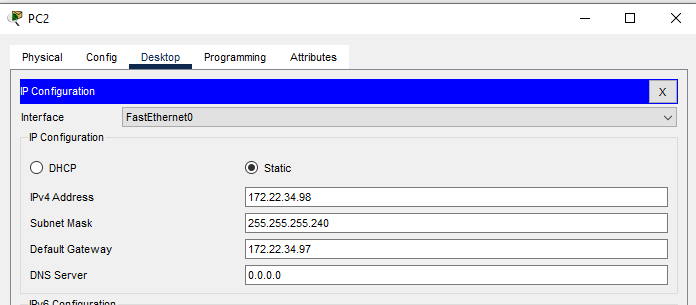 PC2
Physical Config Desktop Programming Attributes
IP Configuration X
Interface FastEthernet0
IP Configuration
DHCP Static
IPv4 Address 172.22.34.98
Subnet Mask 255.255.255.240
Default Gateway 172.22.34.97
DNS Server 0.0.0.0
IPv6 Configuration